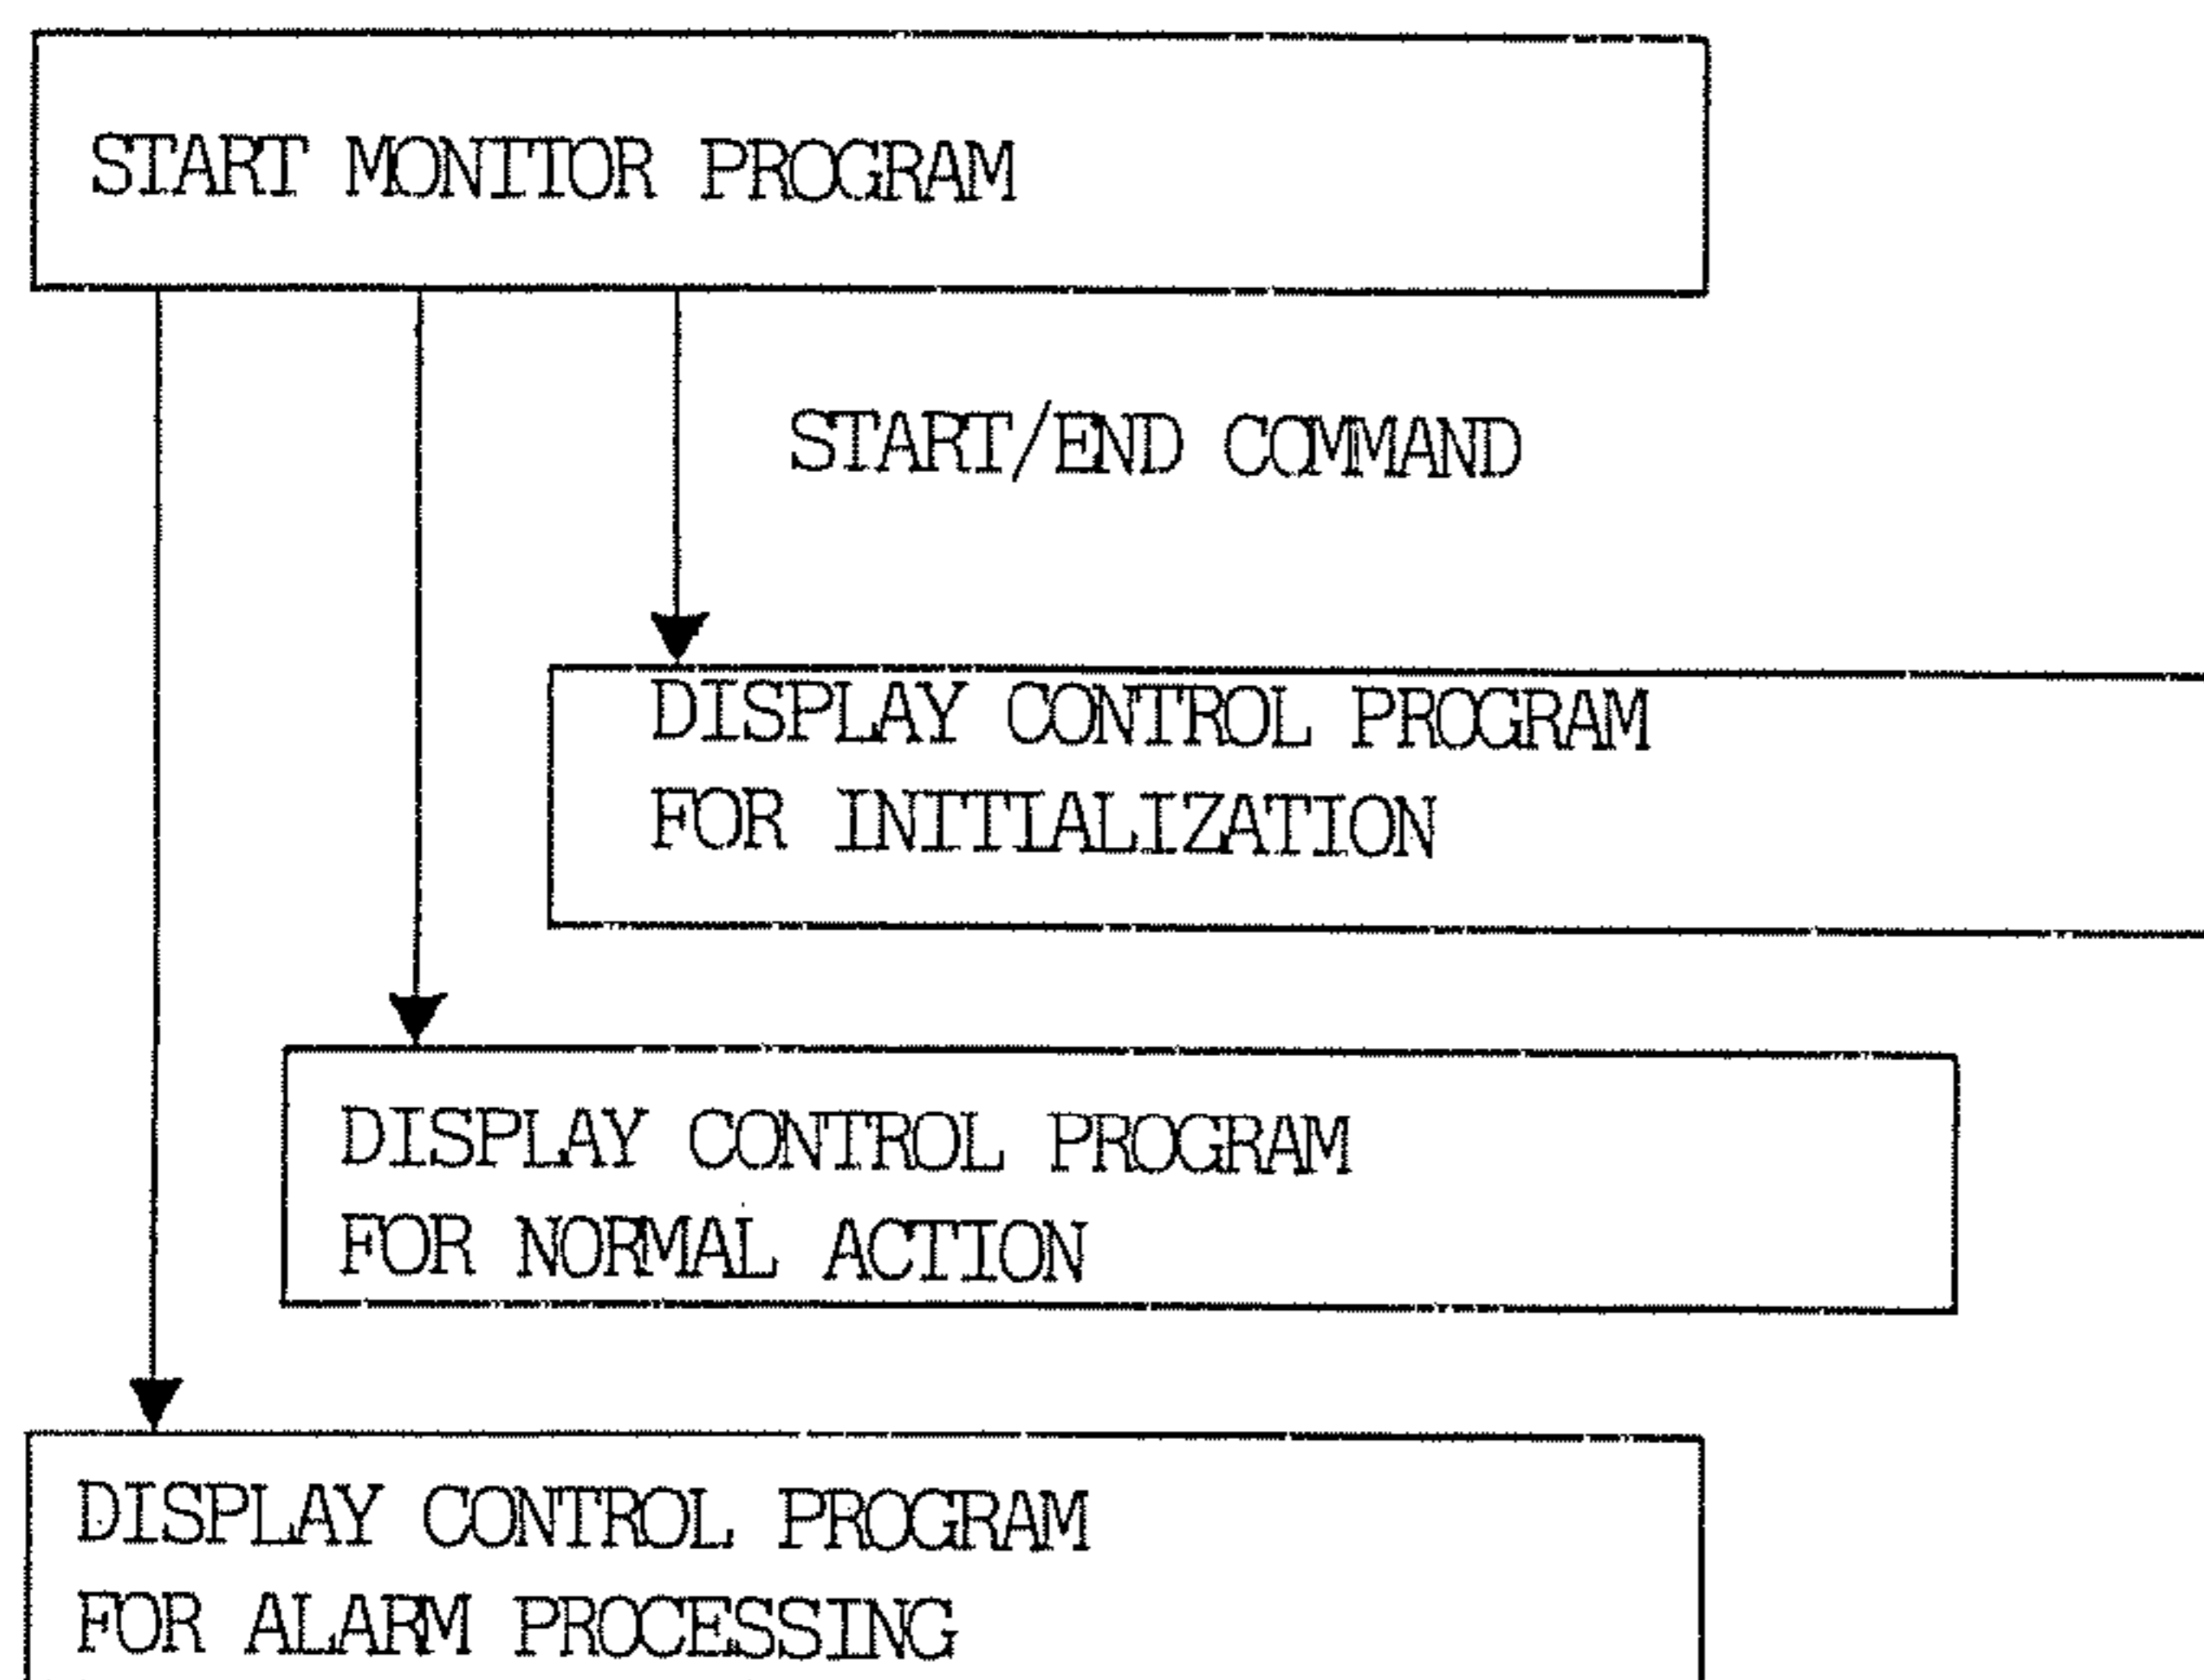 START MONITOR PROGRAM
START/END COMMAND
DISPLAY CONTROL PROGRAM
FOR INITIALIZATION
DISPLAY CONTROL PROGRAM
FOR NORMAL ACTION
DISPLAY CONTROL PROGRAM
FOR ALARM PROCESSING